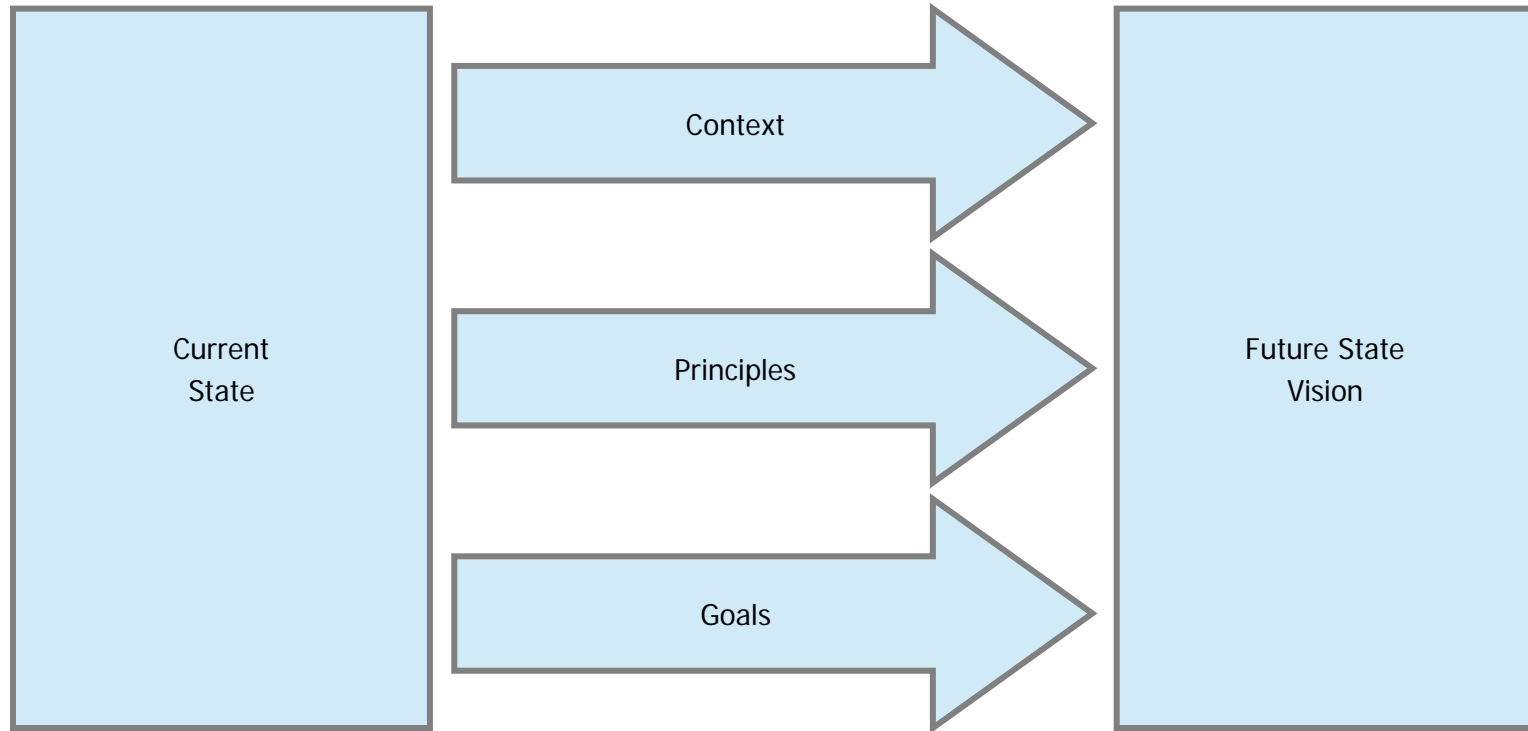 Current
State
Context
Principles
Goals
Future State
Vision